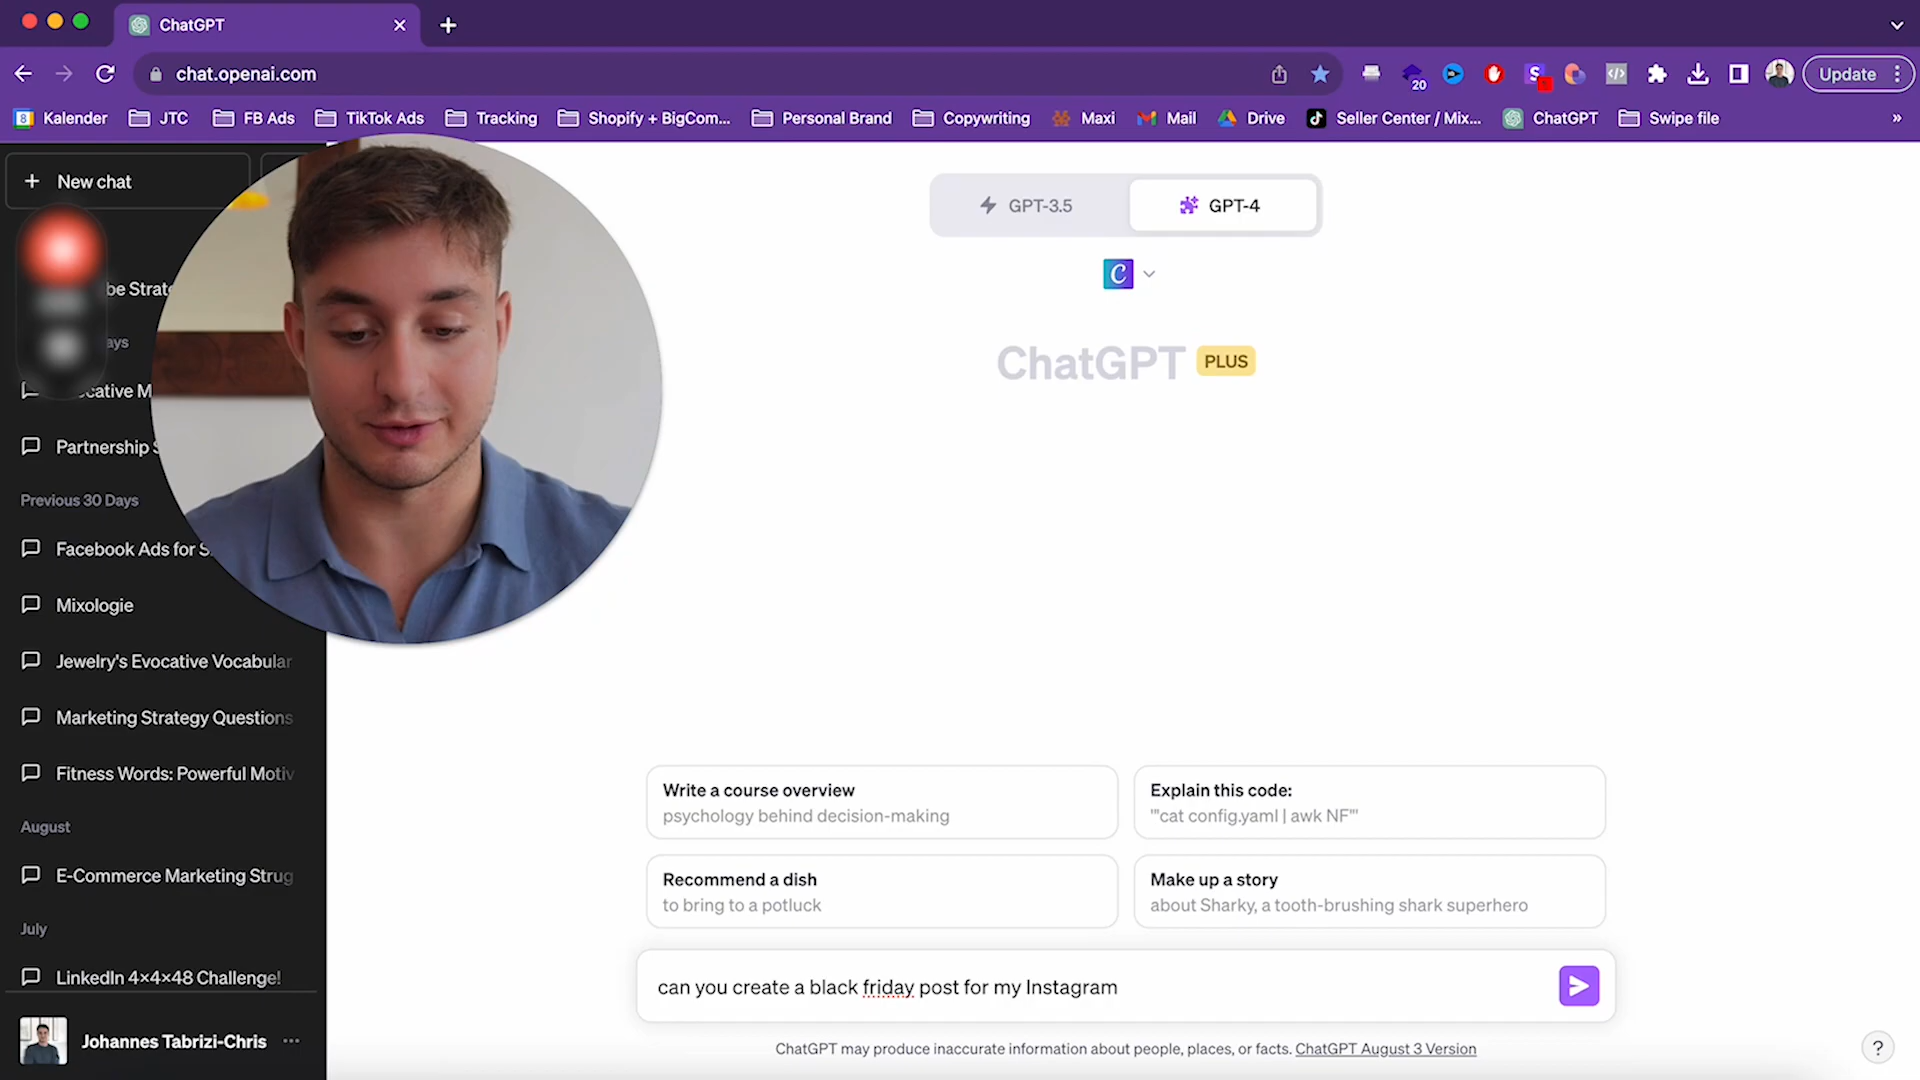 ChatGPT
chat.openai.com
20
Update
8 Kalender
JTC
FB Ads
TikTok Ads
Tracking
Shopify + BigCom...
Personal Brand
Copywriting
Maxi
Mail
Drive
Seller Center / Mix...
ChatGPT
Swipe file
»
+ New chat
be Strate
ays
cative M
Partnership S
Previous 30 Days
Facebook Ads for S
Mixologie
Jewelry's Evocative Vocabular
Marketing Strategy Questions
Fitness Words: Powerful Motiv
August
E-Commerce Marketing Strug
July
LinkedIn 4x4x48 Challenge!
Johannes Tabrizi-Chris ...
GPT-3.5
GPT-4
C
ChatGPT PLUS
Write a course overview
psychology behind decision-making
Explain this code:
"'cat config.yaml | awk NF'"
Recommend a dish
to bring to a potluck
Make up a story
about Sharky, a tooth-brushing shark superhero
can you create a black friday post for my Instagram
ChatGPT may produce inaccurate information about people, places, or facts. ChatGPT August 3 Version
?